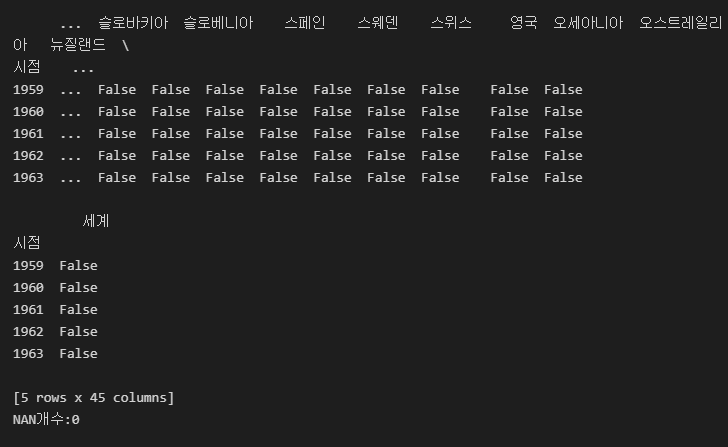 ... 슬로바키아 슬로베니아 스페인 스웨덴 스위스 영국 오세아니아 오스트레일리
아 뉴질랜드 \
시점 ...
1959 ... False False False False False False False False False
1960 ... False False False False False False False False False
1961 ... False False False False False False False False False
1962 ... False False False False False False False False False
1963 ... False False False False False False False False False
세계
시점
1959 False
1960 False
1961 False
1962 False
1963 False
[5 rows x 45 columns]
NAN개수:0